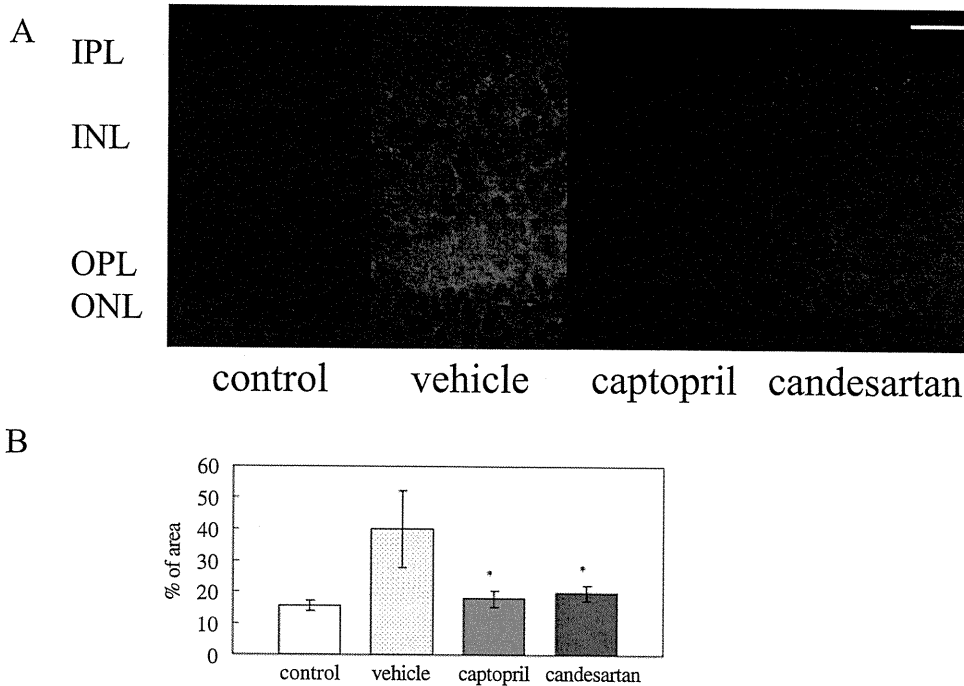 A
IPL
INL
OPL
ONL
control vehicle captopril candesartan
B
% of area
60
50
40
30
20
10
0
* *
control vehicle captopril candesartan